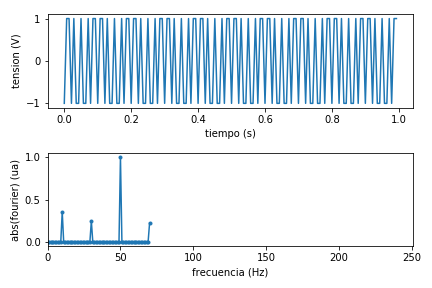 1
0
−1
tension (V)
0.0 0.2 0.4 0.6 0.8 1.0
tiempo (s)
1.0
0.5
0.0
abs(fourier) (ua)
0 50 100 150 200 250
frecuencia (Hz)